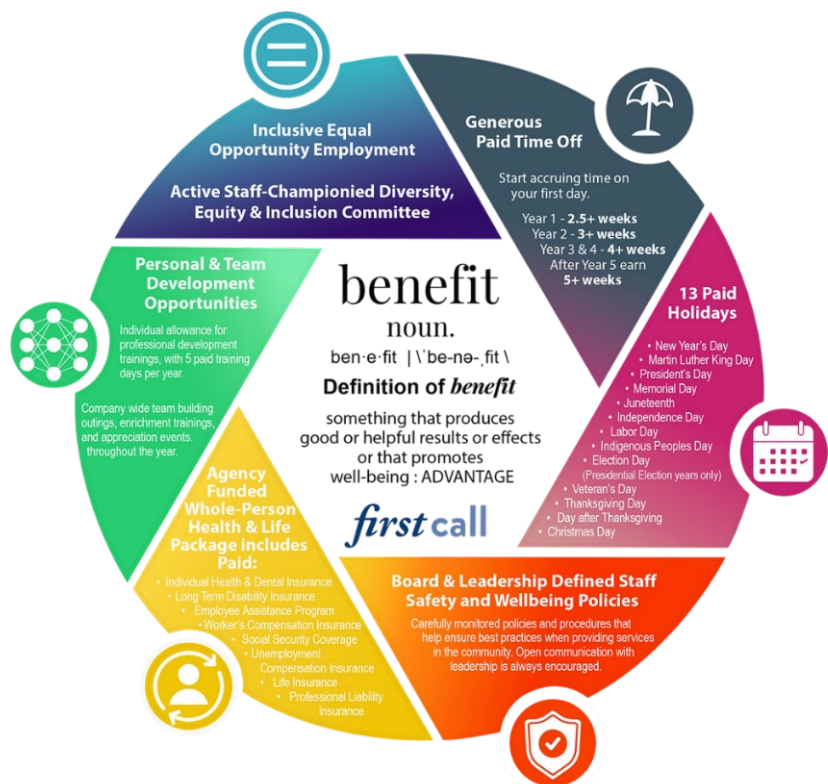 Inclusive Equal
Opportunity Employment
Active Staff-Championied Diversity,
Equity & Inclusion Committee
Generous
Paid Time Off
Start accruing time on
your first day.
Year 1 - 2.5+ weeks
Year 2 - 3+ weeks
Year 3 & 4 - 4+ weeks
After Year 5 earn
5+ weeks
13 Paid
Holidays
• New Year's Day
• Martin Luther King Day
• President's Day
• Memorial Day
• Juneteenth
• Independence Day
• Labor Day
• Indigenous Peoples Day
• Election Day
(Presidential Election years only)
• Veteran's Day
• Thanksgiving Day
• Day after Thanksgiving
• Christmas Day
Board & Leadership Defined Staff
Safety and Wellbeing Policies
Carefully monitored policies and procedures that
help ensure best practices when providing services
in the community. Open communication with
leadership is always encouraged.
Agency
Funded
Whole-Person
Health & Life
Package includes
Paid:
• Individual Health & Dental Insurance
• Long Term Disability Insurance
• Employee Assistance Program
• Worker's Compensation Insurance
• Social Security Coverage
• Unemployment
Compensation Insurance
• Life Insurance
• Professional Liability
Insurance
Personal & Team
Development
Opportunities
Individual allowance for
professional development
trainings, with 5 paid training
days per year.
Company wide team building
outings, enrichment trainings,
and appreciation events.
throughout the year.
benefit
noun.
ben·e·fit | \ˈbe-nə-ˌfit \
Definition of benefit
something that produces
good or helpful results or effects
or that promotes
well-being : ADVANTAGE
first call